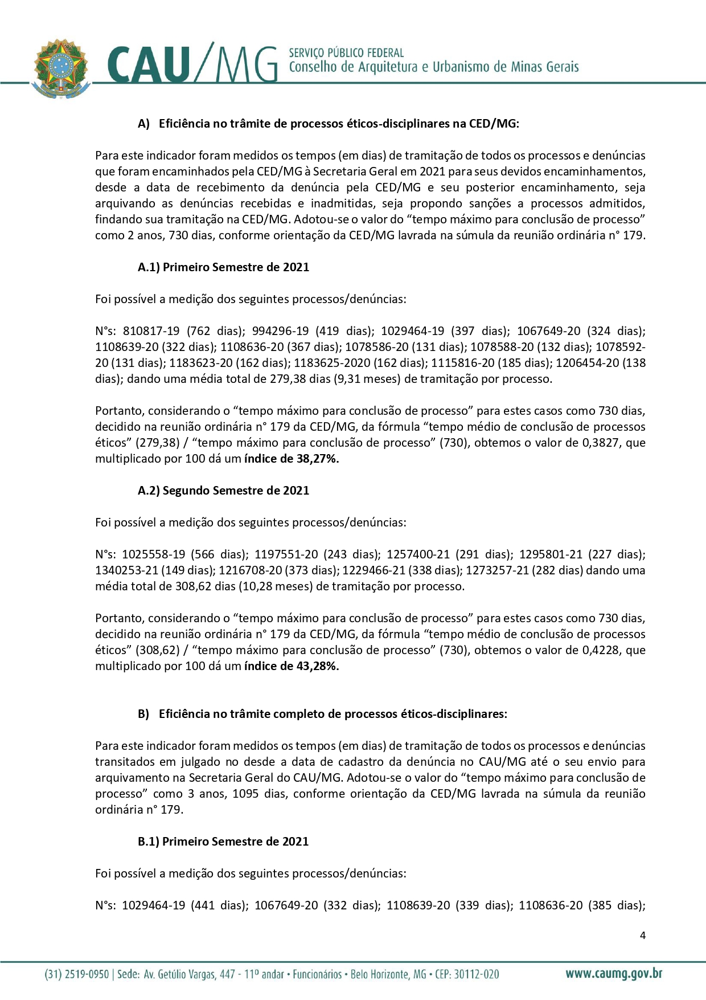 CAU/MG
SERVIÇO PÚBLICO FEDERAL
Conselho de Arquitetura e Urbanismo de Minas Gerais
A) Eficiência no trâmite de processos éticos-disciplinares na CED/MG:
Para este indicador foram medidos os tempos (em dias) de tramitação de todos os processos e denúncias
que foram encaminhados pela CED/MG à Secretaria Geral em 2021 para seus devidos encaminhamentos,
desde a data de recebimento da denúncia pela CED/MG e seu posterior encaminhamento, seja
arquivando as denúncias recebidas e inadmitidas, seja propondo sanções a processos admitidos,
findando sua tramitação na CED/MG. Adotou-se o valor do “tempo máximo para conclusão de processo”
como 2 anos, 730 dias, conforme orientação da CED/MG lavrada na súmula da reunião ordinária n° 179.
A.1) Primeiro Semestre de 2021
Foi possível a medição dos seguintes processos/denúncias:
N°s: 810817-19 (762 dias); 994296-19 (419 dias); 1029464-19 (397 dias); 1067649-20 (324 dias);
1108639-20 (322 dias); 1108636-20 (367 dias); 1078586-20 (131 dias); 1078588-20 (132 dias); 1078592-
20 (131 dias); 1183623-20 (162 dias); 1183625-2020 (162 dias); 1115816-20 (185 dias); 1206454-20 (138
dias); dando uma média total de 279,38 dias (9,31 meses) de tramitação por processo.
Portanto, considerando o “tempo máximo para conclusão de processo” para estes casos como 730 dias,
decidido na reunião ordinária n° 179 da CED/MG, da fórmula “tempo médio de conclusão de processos
éticos” (279,38) / “tempo máximo para conclusão de processo” (730), obtemos o valor de 0,3827, que
multiplicado por 100 dá um índice de 38,27%.
A.2) Segundo Semestre de 2021
Foi possível a medição dos seguintes processos/denúncias:
N°s: 1025558-19 (566 dias); 1197551-20 (243 dias); 1257400-21 (291 dias); 1295801-21 (227 dias);
1340253-21 (149 dias); 1216708-20 (373 dias); 1229466-21 (338 dias); 1273257-21 (282 dias) dando uma
média total de 308,62 dias (10,28 meses) de tramitação por processo.
Portanto, considerando o “tempo máximo para conclusão de processo” para estes casos como 730 dias,
decidido na reunião ordinária n° 179 da CED/MG, da fórmula “tempo médio de conclusão de processos
éticos” (308,62) / “tempo máximo para conclusão de processo” (730), obtemos o valor de 0,4228, que
multiplicado por 100 dá um índice de 43,28%.
B) Eficiência no trâmite completo de processos éticos-disciplinares:
Para este indicador foram medidos os tempos (em dias) de tramitação de todos os processos e denúncias
transitados em julgado no desde a data de cadastro da denúncia no CAU/MG até o seu envio para
arquivamento na Secretaria Geral do CAU/MG. Adotou-se o valor do “tempo máximo para conclusão de
processo” como 3 anos, 1095 dias, conforme orientação da CED/MG lavrada na súmula da reunião
ordinária n° 179.
B.1) Primeiro Semestre de 2021
Foi possível a medição dos seguintes processos/denúncias:
N°s: 1029464-19 (441 dias); 1067649-20 (332 dias); 1108639-20 (339 dias); 1108636-20 (385 dias);
4
(31) 2519-0950 | Sede: Av. Getúlio Vargas, 447 - 11º andar • Funcionários • Belo Horizonte, MG • CEP: 30112-020
www.caumg.gov.br